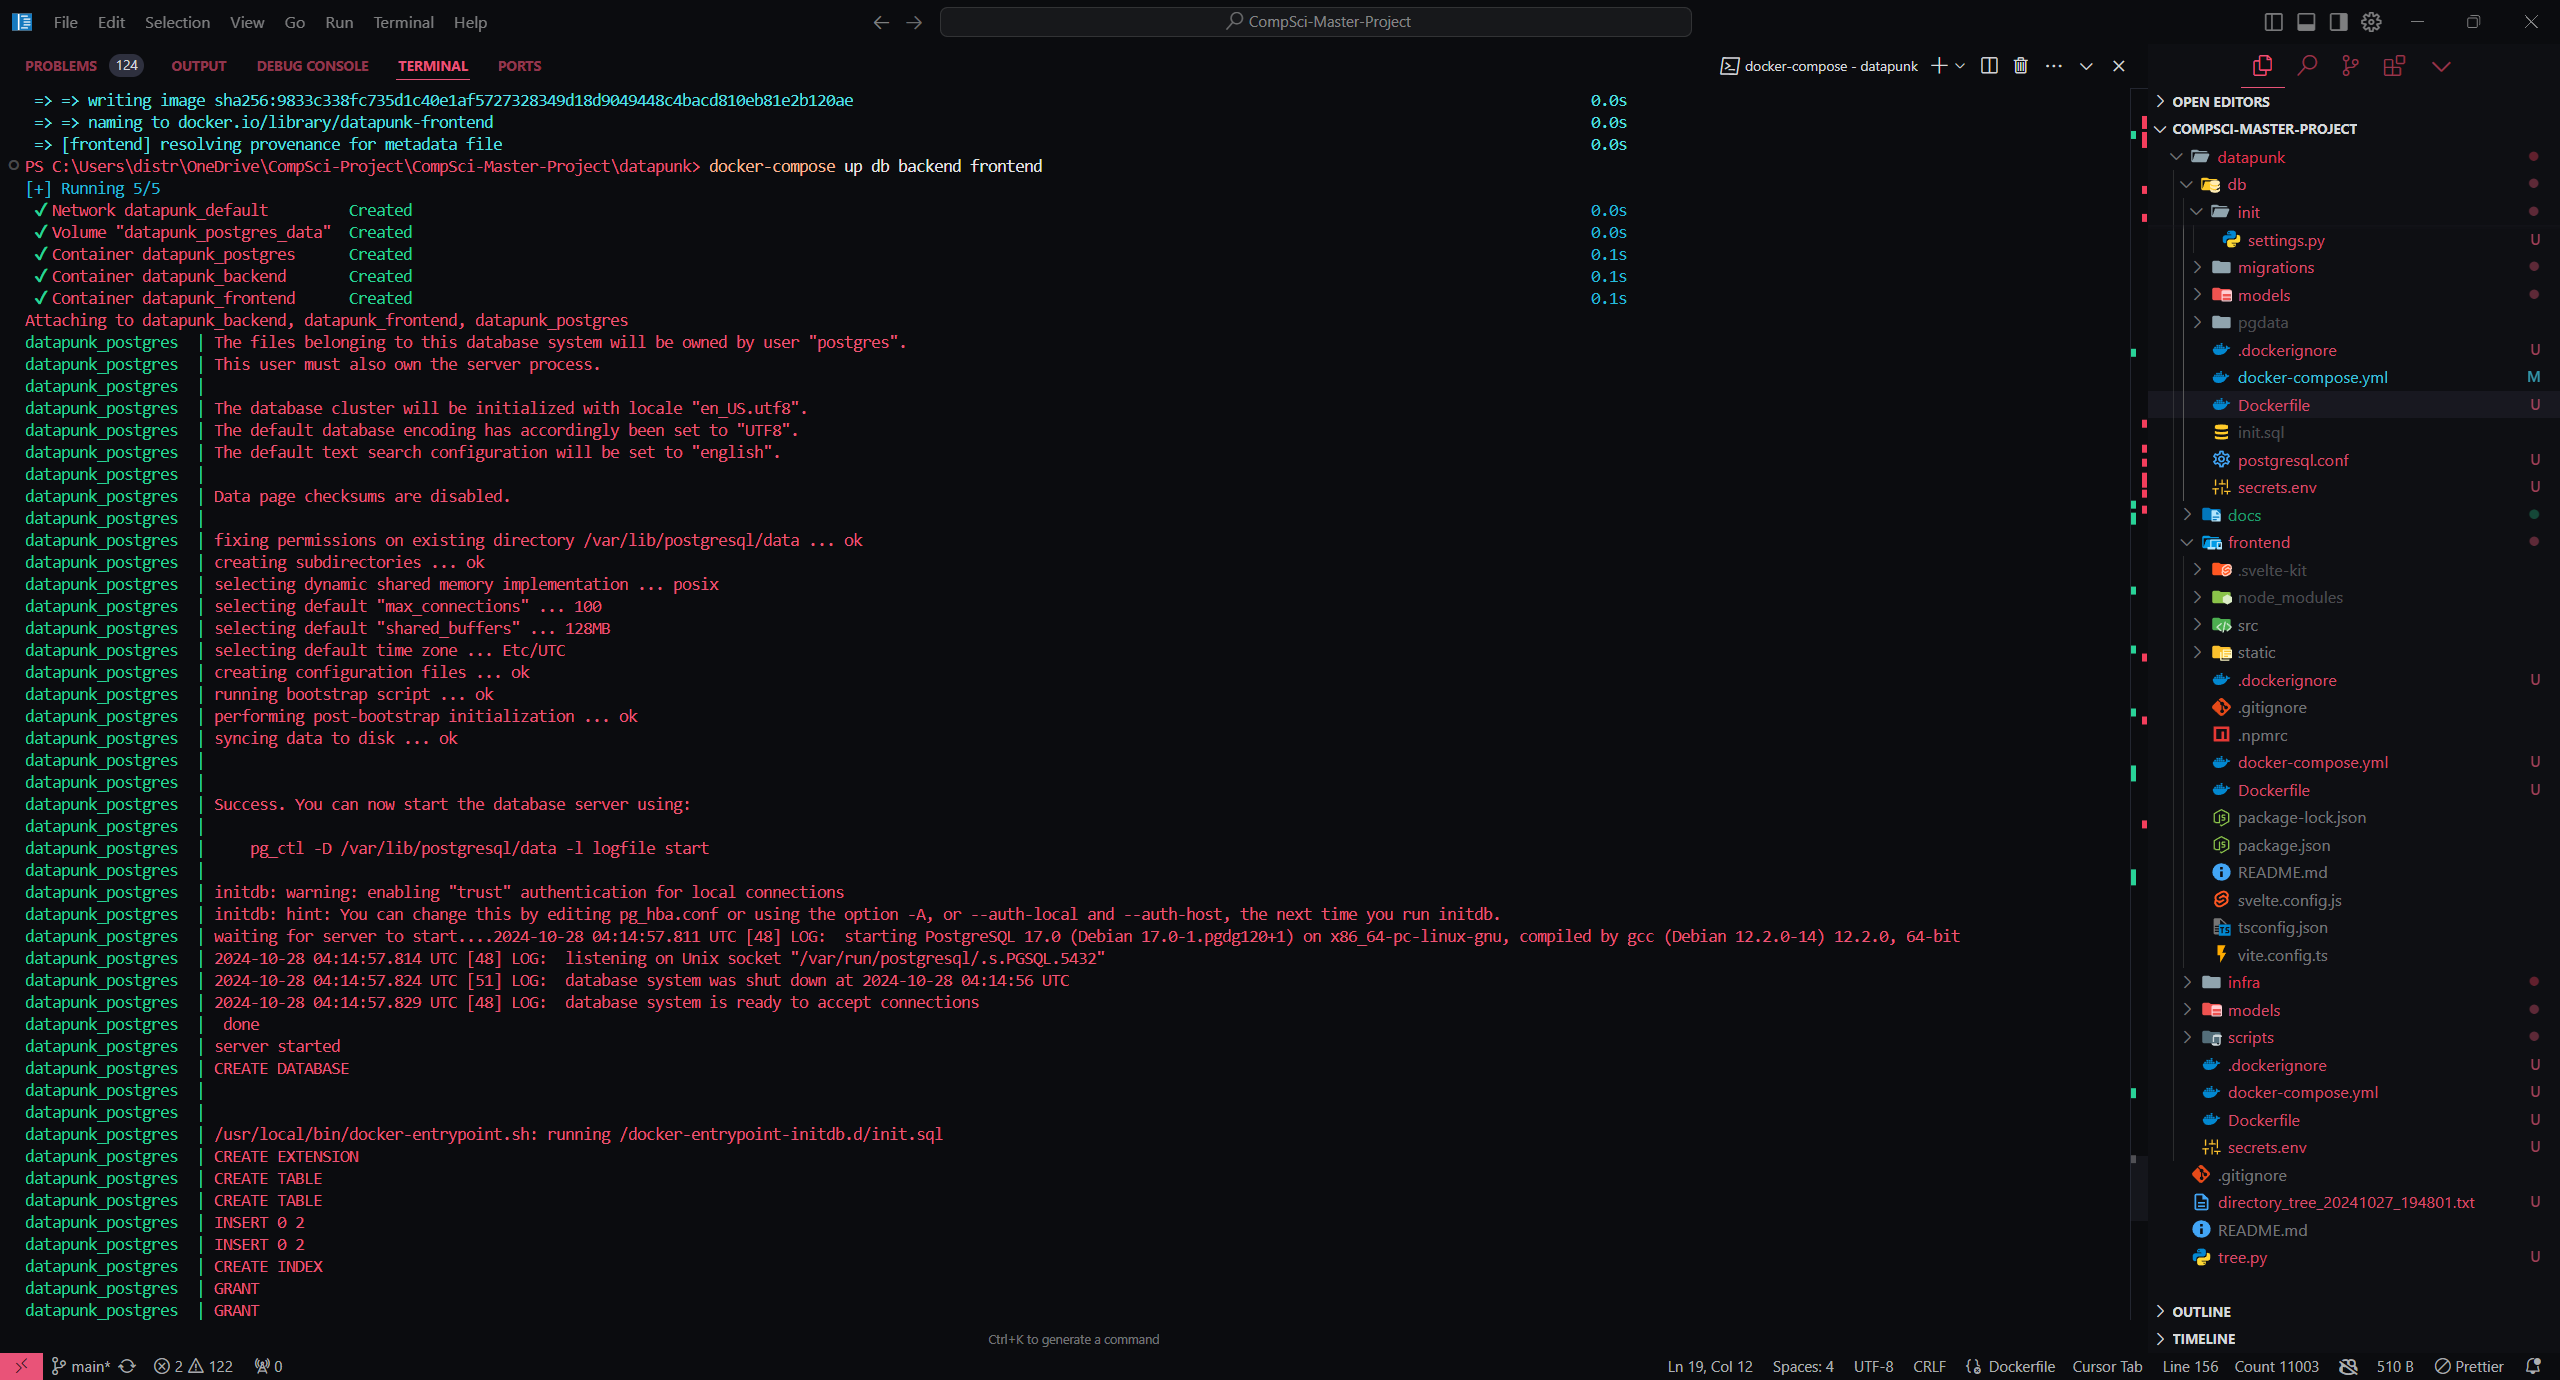 File Edit Selection View Go Run Terminal Help
CompSci-Master-Project
PROBLEMS 124 OUTPUT DEBUG CONSOLE TERMINAL PORTS
docker-compose - datapunk
=> => writing image sha256:9833c338fc735d1c40e1af5727328349d18d9049448c4bacd810eb81e2b120ae 0.0s
=> => naming to docker.io/library/datapunk-frontend 0.0s
=> [frontend] resolving provenance for metadata file 0.0s
PS C:\Users\distr\OneDrive\CompSci-Project\CompSci-Master-Project\datapunk> docker-compose up db backend frontend
[+] Running 5/5
✔ Network datapunk_default Created 0.0s
✔ Volume "datapunk_postgres_data" Created 0.0s
✔ Container datapunk_postgres Created 0.1s
✔ Container datapunk_backend Created 0.1s
✔ Container datapunk_frontend Created 0.1s
Attaching to datapunk_backend, datapunk_frontend, datapunk_postgres
datapunk_postgres | The files belonging to this database system will be owned by user "postgres".
datapunk_postgres | This user must also own the server process.
datapunk_postgres |
datapunk_postgres | The database cluster will be initialized with locale "en_US.utf8".
datapunk_postgres | The default database encoding has accordingly been set to "UTF8".
datapunk_postgres | The default text search configuration will be set to "english".
datapunk_postgres |
datapunk_postgres | Data page checksums are disabled.
datapunk_postgres |
datapunk_postgres | fixing permissions on existing directory /var/lib/postgresql/data ... ok
datapunk_postgres | creating subdirectories ... ok
datapunk_postgres | selecting dynamic shared memory implementation ... posix
datapunk_postgres | selecting default "max_connections" ... 100
datapunk_postgres | selecting default "shared_buffers" ... 128MB
datapunk_postgres | selecting default time zone ... Etc/UTC
datapunk_postgres | creating configuration files ... ok
datapunk_postgres | running bootstrap script ... ok
datapunk_postgres | performing post-bootstrap initialization ... ok
datapunk_postgres | syncing data to disk ... ok
datapunk_postgres |
datapunk_postgres |
datapunk_postgres | Success. You can now start the database server using:
datapunk_postgres |
datapunk_postgres | pg_ctl -D /var/lib/postgresql/data -l logfile start
datapunk_postgres |
datapunk_postgres | initdb: warning: enabling "trust" authentication for local connections
datapunk_postgres | initdb: hint: You can change this by editing pg_hba.conf or using the option -A, or --auth-local and --auth-host, the next time you run initdb.
datapunk_postgres | waiting for server to start....2024-10-28 04:14:57.811 UTC [48] LOG:  starting PostgreSQL 17.0 (Debian 17.0-1.pgdg120+1) on x86_64-pc-linux-gnu, compiled by gcc (Debian 12.2.0-14) 12.2.0, 64-bit
datapunk_postgres | 2024-10-28 04:14:57.814 UTC [48] LOG:  listening on Unix socket "/var/run/postgresql/.s.PGSQL.5432"
datapunk_postgres | 2024-10-28 04:14:57.824 UTC [51] LOG:  database system was shut down at 2024-10-28 04:14:56 UTC
datapunk_postgres | 2024-10-28 04:14:57.829 UTC [48] LOG:  database system is ready to accept connections
datapunk_postgres | done
datapunk_postgres | server started
datapunk_postgres | CREATE DATABASE
datapunk_postgres |
datapunk_postgres |
datapunk_postgres | /usr/local/bin/docker-entrypoint.sh: running /docker-entrypoint-initdb.d/init.sql
datapunk_postgres | CREATE EXTENSION
datapunk_postgres | CREATE TABLE
datapunk_postgres | CREATE TABLE
datapunk_postgres | INSERT 0 2
datapunk_postgres | INSERT 0 2
datapunk_postgres | CREATE INDEX
datapunk_postgres | GRANT
datapunk_postgres | GRANT
Ctrl+K to generate a command
OPEN EDITORS
COMPSCI-MASTER-PROJECT
datapunk
db
init
settings.py U
migrations
models
pgdata
.dockerignore U
docker-compose.yml M
Dockerfile U
init.sql
postgresql.conf U
secrets.env U
docs
frontend
.svelte-kit
node_modules
src
static
.dockerignore U
.gitignore
.npmrc
docker-compose.yml U
Dockerfile U
package-lock.json
package.json
README.md
svelte.config.js
tsconfig.json
vite.config.ts
infra
models
scripts
.dockerignore U
docker-compose.yml U
Dockerfile U
secrets.env U
.gitignore
directory_tree_20241027_194801.txt U
README.md
tree.py U
OUTLINE
TIMELINE
main* 2 122 0
Ln 19, Col 12 Spaces: 4 UTF-8 CRLF Dockerfile Cursor Tab Line 156 Count 11003 510 B Prettier